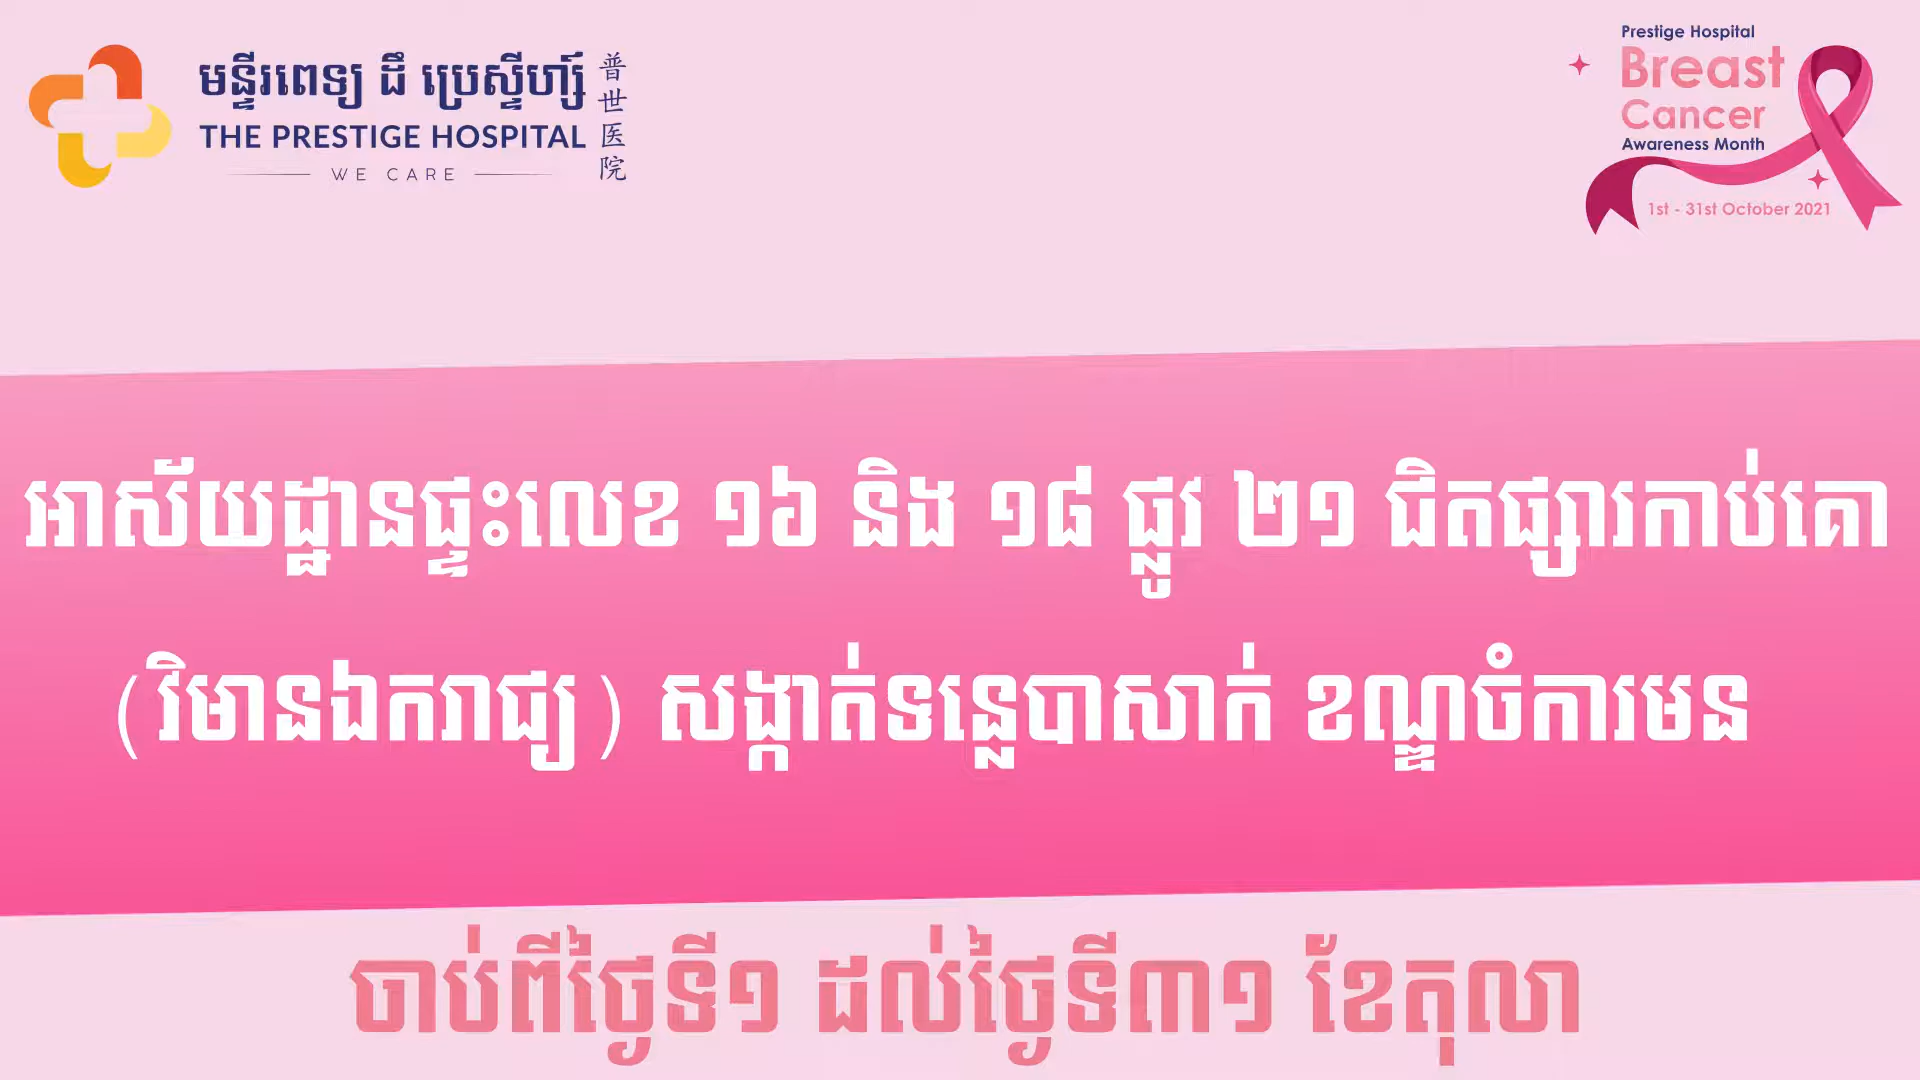 មន្ទីរពេទ្យ ដឹ ប្រេស្ទីហ្ស៍
THE PRESTIGE HOSPITAL
WE CARE
普世医院
Prestige Hospital
Breast
Cancer
Awareness Month
1st - 31st October 2021
អាស័យដ្ឋានផ្ទះលេខ ១៦ និង ១៨ ផ្លូវ ២១ ជិតផ្សារកាប់គោ
(វិមានឯករាជ្យ) សង្កាត់ទន្លេបាសាក់ ខណ្ឌចំការមន
ចាប់ពីថ្ងៃទី១ ដល់ថ្ងៃទី៣១ ខែតុលា